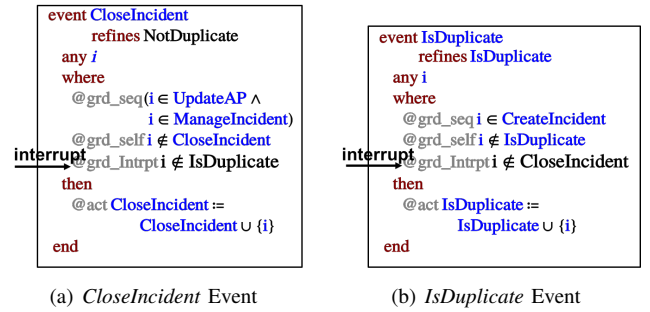 event CloseIncident
refines NotDuplicate
any i
where
@grd_seq(i ∈ UpdateAP ∧
i ∈ ManageIncident)
@grd_self i ∉ CloseIncident
interrupt
@grd_Intrpt i ∉ IsDuplicate
then
@act CloseIncident :=
CloseIncident ∪ {i}
end
(a) CloseIncident Event
event IsDuplicate
refines IsDuplicate
any i
where
@grd_seq i ∈ CreateIncident
@grd_self i ∉ IsDuplicate
interrupt
@grd_Intrpt i ∉ CloseIncident
then
@act IsDuplicate :=
IsDuplicate ∪ {i}
end
(b) IsDuplicate Event